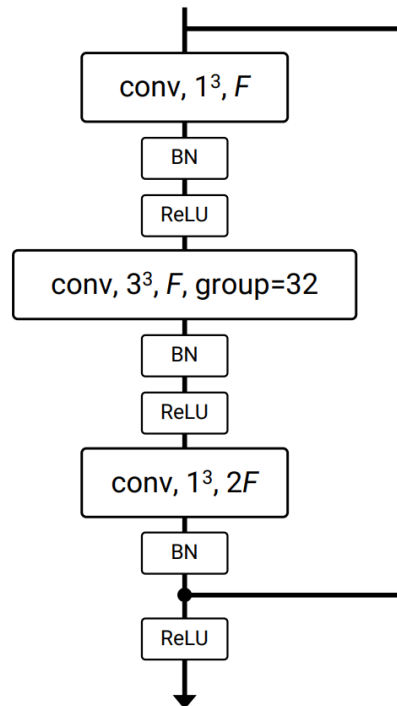 conv, 1³, F
BN
ReLU
conv, 3³, F, group=32
BN
ReLU
conv, 1³, 2F
BN
ReLU